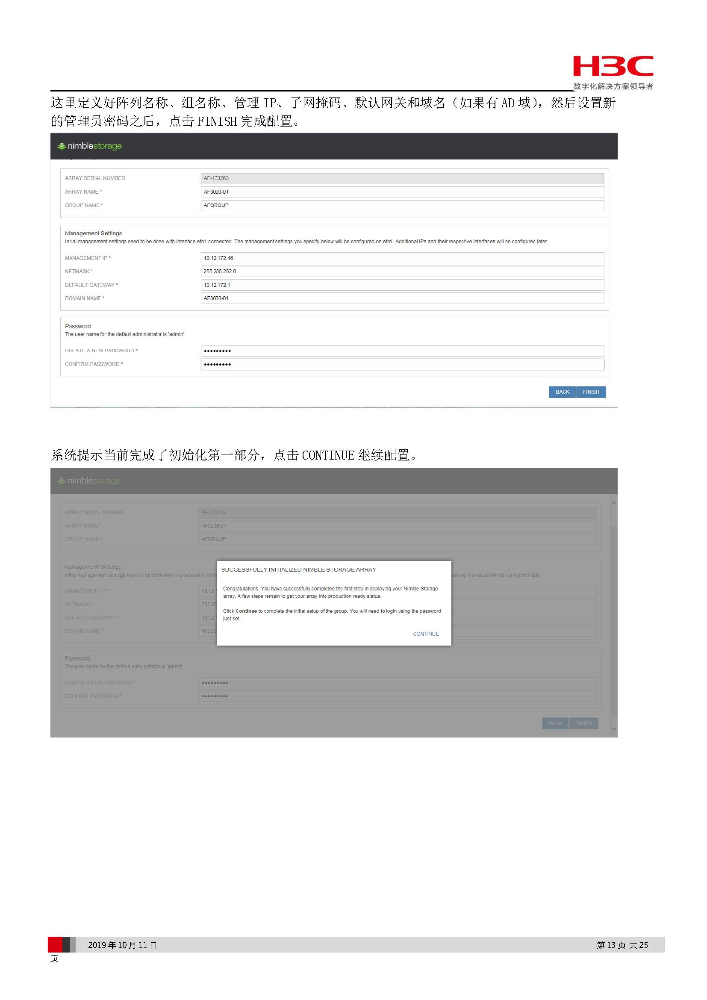 H3C
数字化解决方案领导者
这里定义好阵列名称、组名称、管理 IP、子网掩码、默认网关和域名（如果有 AD 域），然后设置新
的管理员密码之后，点击 FINISH 完成配置。
nimblestorage
ARRAY SERIAL NUMBER AF-173263
ARRAY NAME * AF3000-01
GROUP NAME * AFGROUP
Management Settings
Initial management settings need to be done with interface eth1 connected. The management settings you specify below will be configured on eth1. Additional IPs and their respective interfaces will be configured later.
MANAGEMENT IP * 10.12.172.46
NETMASK * 255.255.252.0
DEFAULT GATEWAY * 10.12.172.1
DOMAIN NAME * AF3000-01
Password
The user name for the default administrator is 'admin'.
CREATE A NEW PASSWORD * •••••••••
CONFIRM PASSWORD * •••••••••
BACK FINISH
系统提示当前完成了初始化第一部分，点击 CONTINUE 继续配置。
nimblestorage
ARRAY SERIAL NUMBER AF-173263
ARRAY NAME * AF3000-01
GROUP NAME * AFGROUP
Management Settings
Initial management settings need to be done with interface eth1 conn
ective interfaces will be configured later
MANAGEMENT IP * 10.12.1
NETMASK * 255.25
DEFAULT GATEWAY * 10.12.
DOMAIN NAME * AF300
SUCCESSFULLY INITIALIZED NIMBLE STORAGE ARRAY
Congratulations. You have successfully completed the first step in deploying your Nimble Storage
array. A few steps remain to get your array into production ready status.
Click Continue to complete the initial setup of the group. You will need to login using the password
just set.
CONTINUE
Password
The user name for the default administrator is 'admin'
CREATE A NEW PASSWORD * •••••••••
CONFIRM PASSWORD * •••••••••
BACK FINISH
2019 年 10 月 11 日 第 13 页 共 25
页